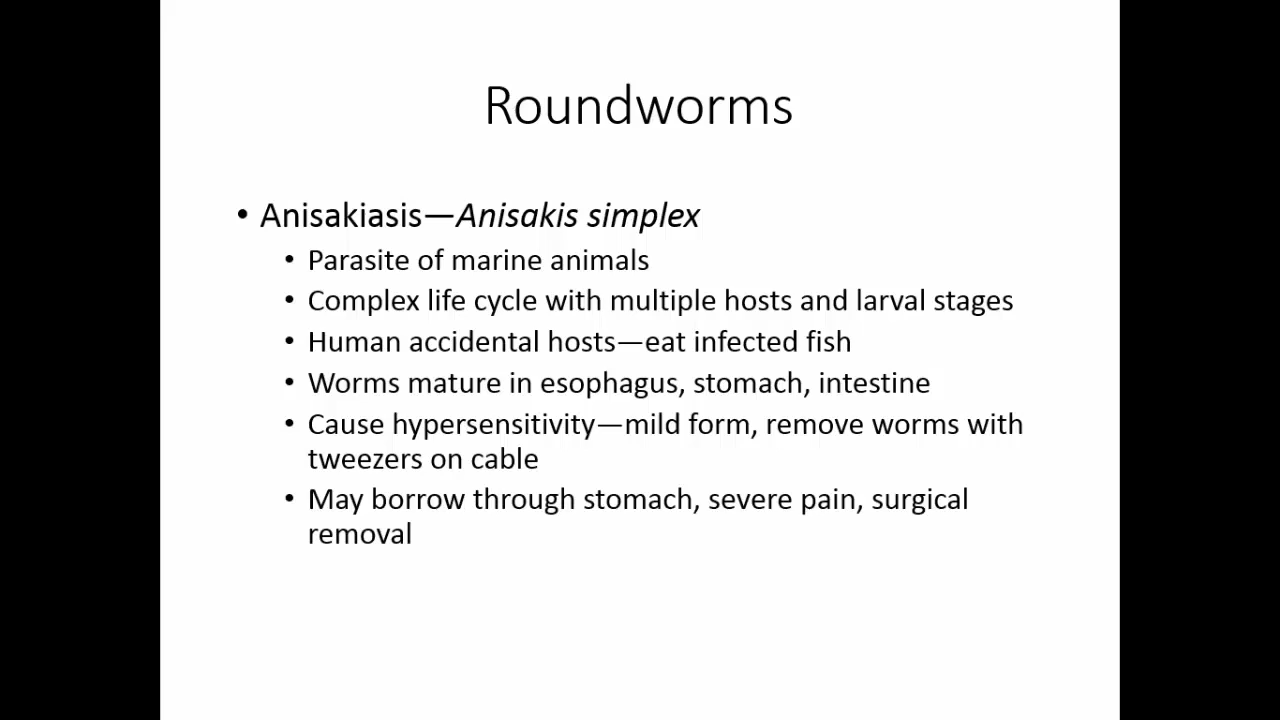 Roundworms
• Anisakiasis—Anisakis simplex
• Parasite of marine animals
• Complex life cycle with multiple hosts and larval stages
• Human accidental hosts—eat infected fish
• Worms mature in esophagus, stomach, intestine
• Cause hypersensitivity—mild form, remove worms with
tweezers on cable
• May borrow through stomach, severe pain, surgical
removal